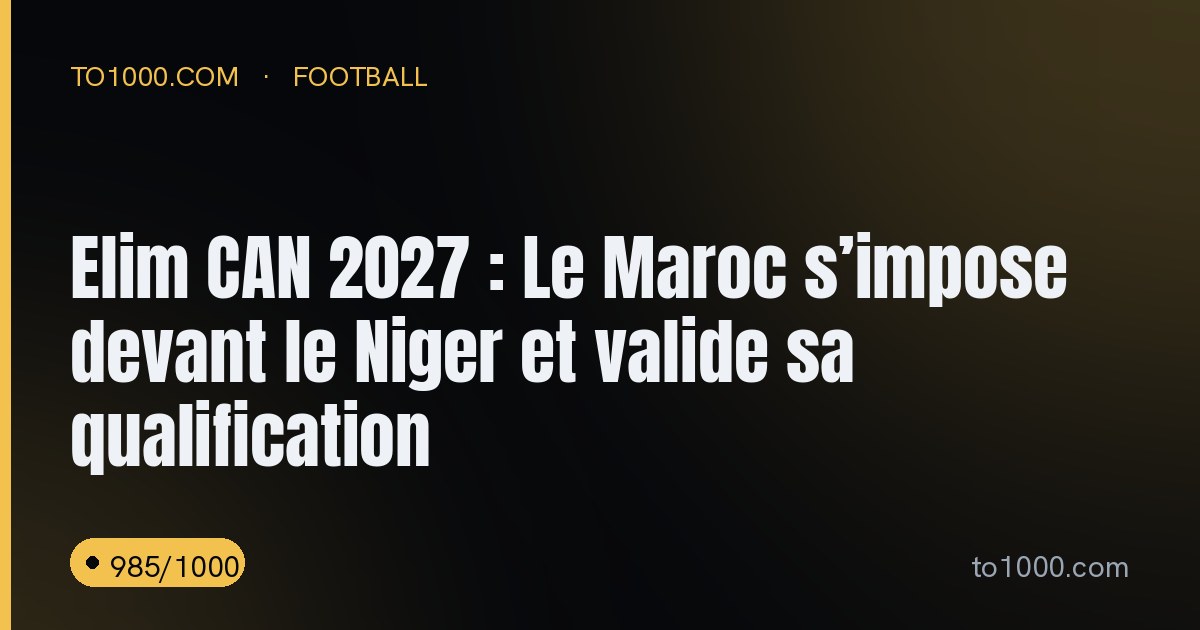 TO1000.COM · FOOTBALL
Elim CAN 2027 : Le Maroc s’impose
devant le Niger et valide sa
qualification
985/1000
to1000.com